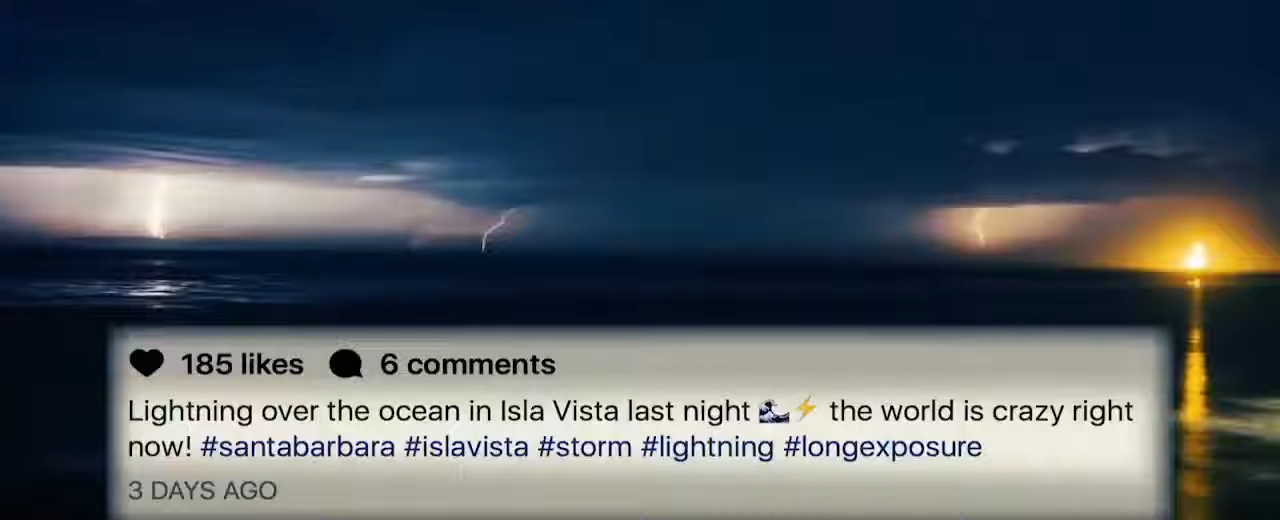 185 likes 6 comments
Lightning over the ocean in Isla Vista last night 🌊⚡ the world is crazy right
now! #santabarbara #islavista #storm #lightning #longexposure
3 DAYS AGO